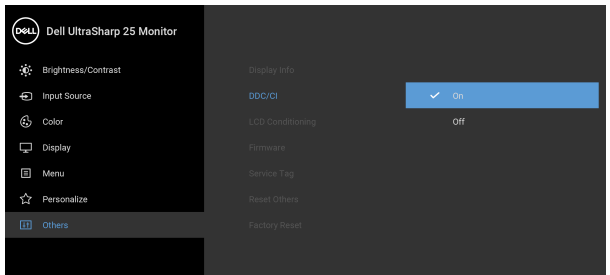 DELL Dell UltraSharp 25 Monitor
Brightness/Contrast
Input Source
Color
Display
Menu
Personalize
Others
Display Info
DDC/CI
LCD Conditioning
Firmware
Service Tag
Reset Others
Factory Reset
On
Off